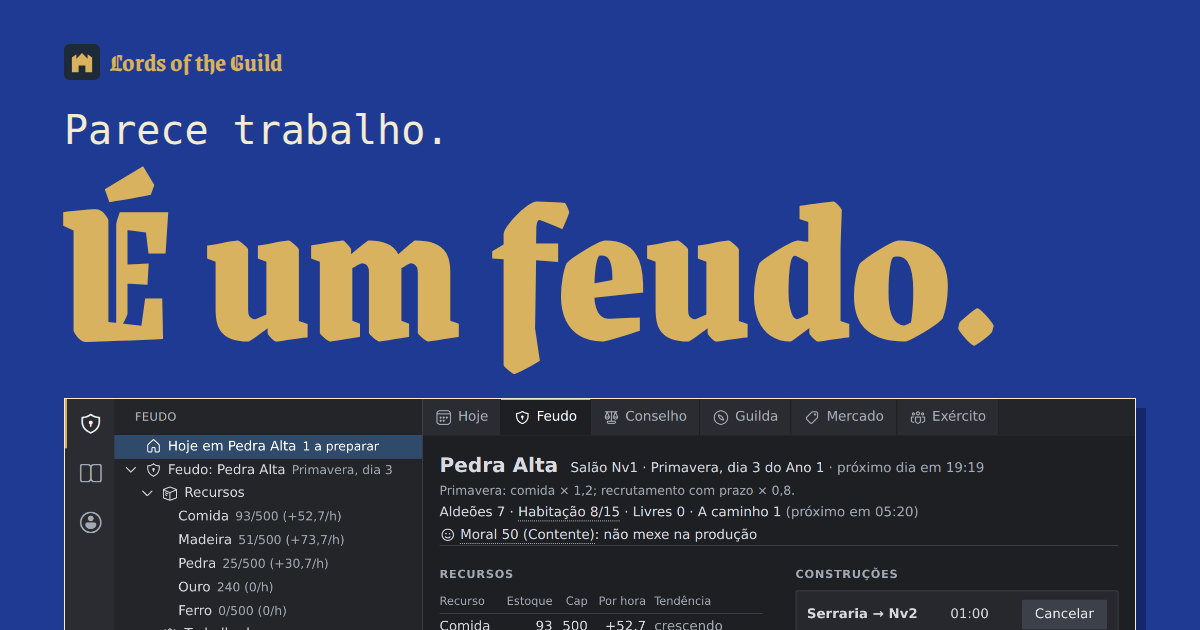 Lords of the Guild
Parece trabalho.
É um feudo.
FEUDO
Hoje em Pedra Alta 1 a preparar
Feudo: Pedra Alta Primavera, dia 3
Recursos
Comida 93/500 (+52,7/h)
Madeira 51/500 (+73,7/h)
Pedra 25/500 (+30,7/h)
Ouro 240 (0/h)
Ferro 0/500 (0/h)
Hoje Feudo Conselho Guilda Mercado Exército
Pedra Alta Salão Nv1 · Primavera, dia 3 do Ano 1 · próximo dia em 19:19
Primavera: comida × 1,2; recrutamento com prazo × 0,8.
Aldeões 7 · Habitação 8/15 · Livres 0 · A caminho 1 (próximo em 05:20)
Moral 50 (Contente): não mexe na produção
RECURSOS
Recurso Estoque Cap Por hora Tendência
Comida 93 500 +52,7 crescendo
CONSTRUÇÕES
Serraria → Nv2 01:00 Cancelar